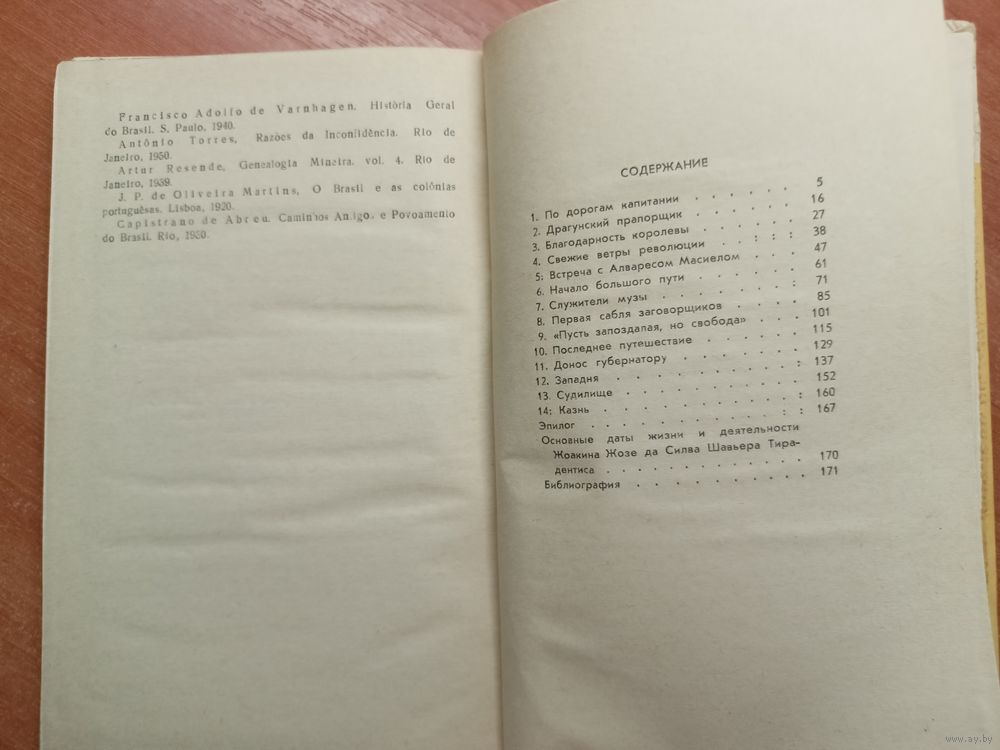 Francisco Adolfo de Varnhagen. Història Geral
do Brasil. S. Paulo, 1940.
Antônio Torres, Razões da Inconfidência. Rio de
Janeiro, 1950.
Artur Resende, Genealogia Mineira. vol. 4. Rio de
Janeiro, 1939.
J. P. de Oliveira Martins, O Brasil e as colônias
portuguêsas. Lisboa, 1920.
Capistrano de Abreu. Caminhos Antigo, e Povoamento
do Brasil. Rio, 1930.
СОДЕРЖАНИЕ
1. По дорогам капитании . . . . . . 5
2. Драгунский прапорщик . . . . . . 16
3. Благодарность королевы . . . . . 27
4. Свежие ветры революции . . : : : 38
5: Встреча с Алваресом Масиелом . . . 47
6. Начало большого пути . . . . . . 61
7. Служители музы . . . . . . . : 71
8. Первая сабля заговорщиков . . . . 85
9. «Пусть запоздалая, но свобода» . . . 101
10. Последнее путешествие . . . . . . 115
11. Донос губернатору . . . . . . . 129
12. Западня . . . . . . . . . . : 137
13. Судилище . . . . . . . . . . 152
14: Казнь . . . . . . . . . . . : 160
Эпилог . . . . . . . . . . : : 167
Основные даты жизни и деятельности
Жоакина Жозе да Силва Шавьера Тира-
дентиса . . . . . . . . . . . . 170
Библиография . . . . . . . . . . 171
www.ay.by